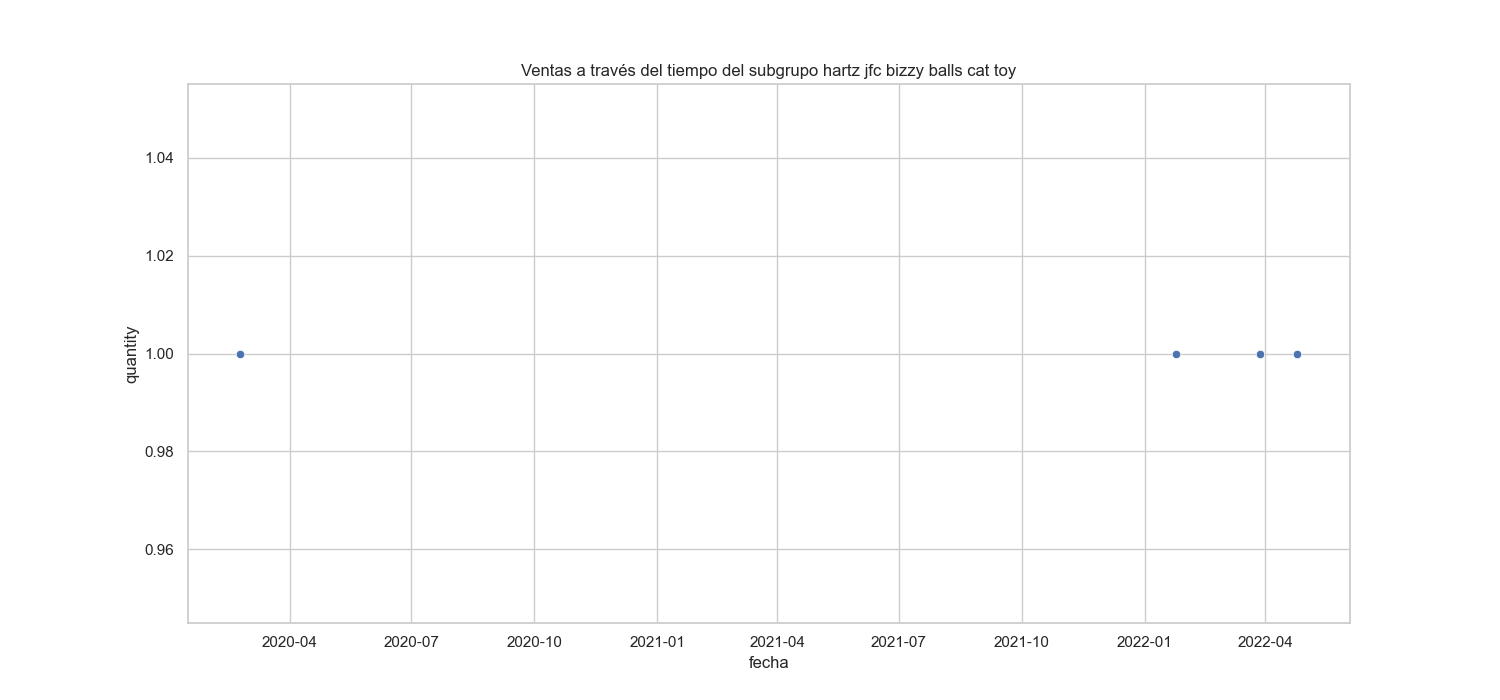 Ventas a través del tiempo del subgrupo hartz jfc bizzy balls cat toy
1.04
1.02
1.00
0.98
0.96
quantity
2020-04 2020-07 2020-10 2021-01 2021-04 2021-07 2021-10 2022-01 2022-04
fecha